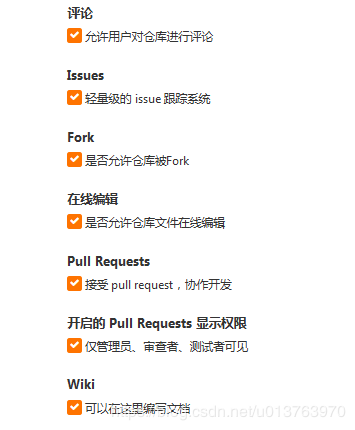 评论
允许用户对仓库进行评论
Issues
轻量级的 issue 跟踪系统
Fork
是否允许仓库被Fork
在线编辑
是否允许仓库文件在线编辑
Pull Requests
接受 pull request，协作开发
开启的 Pull Requests 显示权限
仅管理员、审查者、测试者可见
Wiki
可以在这里编写文档
csdn.net/u013763970